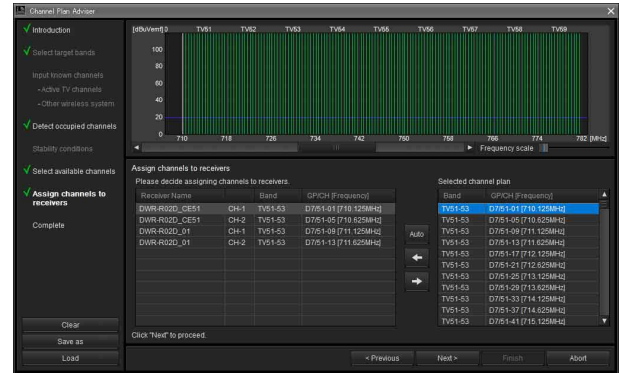 Channel Plan Adviser
Introduction
Select target bands
Input known channels
- Active TV channels
- Other wireless system
Detect occupied channels
Stability conditions
Select available channels
Assign channels to
receivers
Complete
Clear
Save as
Load
[dBuVemf] TV51 TV52 TV53 TV54 TV55 TV56 TV57 TV58 TV59
100
80
60
40
20
0
710 718 726 734 742 750 758 766 774 782 [MHz]
Frequency scale
Assign channels to receivers
Please decide assigning channels to receivers.
Receiver Name Band GP/CH [Frequency]
DWR-R02D_CE51 CH-1 TV51-53 D7/51-01 [710.125MHz]
DWR-R02D_CE51 CH-2 TV51-53 D7/51-05 [710.625MHz]
DWR-R02D_01 CH-1 TV51-53 D7/51-09 [711.125MHz]
DWR-R02D_01 CH-2 TV51-53 D7/51-13 [711.625MHz]
Auto
Selected channel plan
Band GP/CH [Frequency]
TV51-53 D7/51-01 [710.125MHz]
TV51-53 D7/51-05 [710.625MHz]
TV51-53 D7/51-09 [711.125MHz]
TV51-53 D7/51-13 [711.625MHz]
TV51-53 D7/51-17 [712.125MHz]
TV51-53 D7/51-21 [712.625MHz]
TV51-53 D7/51-25 [713.125MHz]
TV51-53 D7/51-29 [713.625MHz]
TV51-53 D7/51-33 [714.125MHz]
TV51-53 D7/51-37 [714.625MHz]
TV51-53 D7/51-41 [715.125MHz]
Click "Next" to proceed.
< Previous
Next >
Finish
Abort